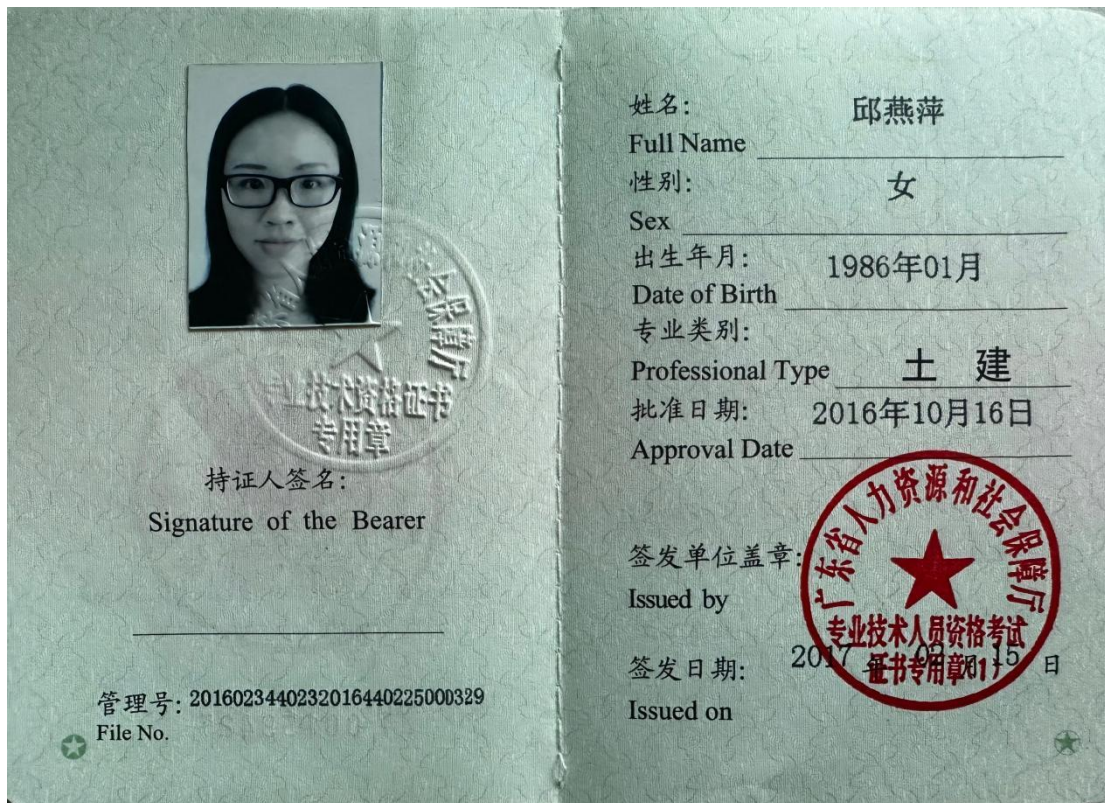 专业技术资格证书
专用章
持证人签名:
Signature of the Bearer
管理号: 2016023440232016440225000329
File No.
姓名: 邱燕萍
Full Name
性别: 女
Sex
出生年月: 1986年01月
Date of Birth
专业类别:
Professional Type 土 建
批准日期: 2016年10月16日
Approval Date
广东省人力资源和社会保障厅
签发单位盖章:
Issued by
专业技术人员资格考试
证书专用章(1)
签发日期: 2017 年 02 月 15 日
Issued on